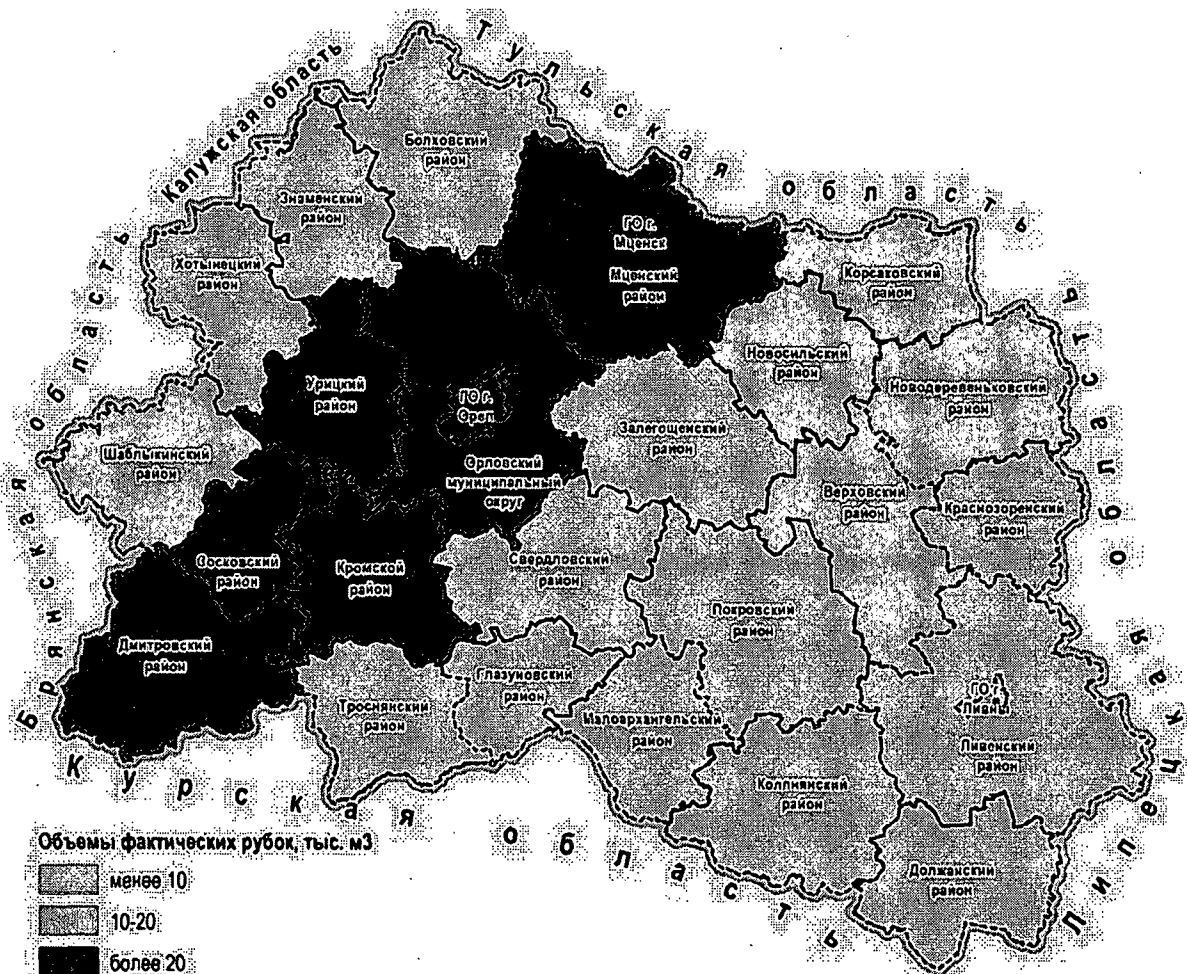 Калужская область
Тульская область
Болховский
район
Знаменский
район
ГО г.
Мценск
Мценский
район
Хотынецкий
район
Корсаковский
район
Новосильский
район
Урицкий
район
ГО г.
Орел
Новодеревеньковский
район
Залегощенский
район
Шаблыкинский
район
Орловский
муниципальный
округ
Верховский
район
Краснозоренский
район
Сосковский
район
Кромской
район
Свердловский
район
Покровский
район
Дмитровский
район
Глазуновский
район
Троснянский
район
Малоархангельский
район
ГО г.
Ливны
Ливенский
район
Колпнянский
район
Должанский
район
Брянская область
Курская область
Липецкая область
Объемы фактических рубок, тыс. м3
менее 10
10-20
более 20